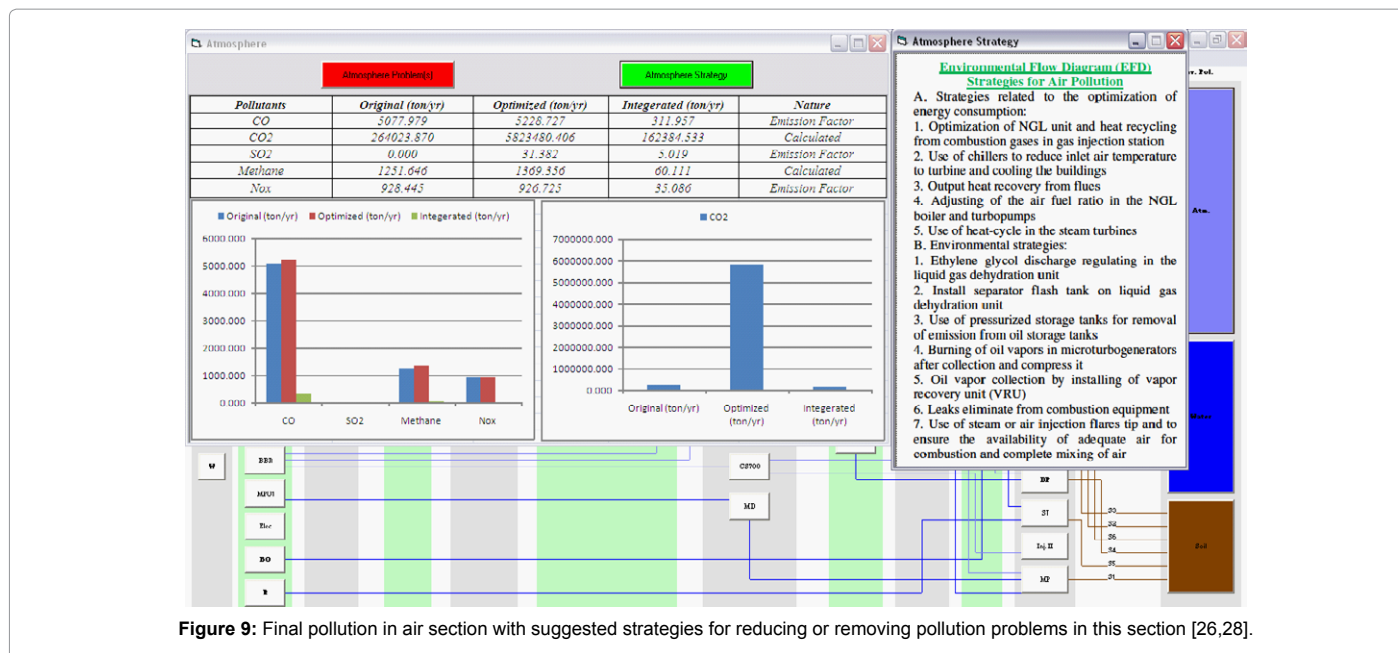 Atmosphere
Atmosphere Problem(s)
Atmosphere Strategy
Pollutants Original (ton/yr) Optimized (ton/yr) Integerated (ton/yr) Nature
CO 5077.979 5228.727 311.957 Emission Factor
CO2 264023.870 5823480.406 162384.533 Calculated
SO2 0.000 31.382 5.019 Emission Factor
Methane 1251.646 1369.356 60.111 Calculated
Nox 928.445 926.725 35.086 Emission Factor
Original (ton/yr) Optimized (ton/yr) Integerated (ton/yr)
6000.000
5000.000
4000.000
3000.000
2000.000
1000.000
0.000
CO SO2 Methane Nox
CO2
7000000.000
6000000.000
5000000.000
4000000.000
3000000.000
2000000.000
1000000.000
0.000
Original (ton/yr) Optimized (ton/yr) Integerated (ton/yr)
Atmosphere Strategy
Environmental Flow Diagram (EFD)
Strategies for Air Pollution
A. Strategies related to the optimization of
energy consumption:
1. Optimization of NGL unit and heat recycling
from combustion gases in gas injection station
2. Use of chillers to reduce inlet air temperature
to turbine and cooling the buildings
3. Output heat recovery from flues
4. Adjusting of the air fuel ratio in the NGL
boiler and turbopumps
5. Use of heat-cycle in the steam turbines
B. Environmental strategies:
1. Ethylene glycol discharge regulating in the
liquid gas dehydration unit
2. Install separator flash tank on liquid gas
dehydration unit
3. Use of pressurized storage tanks for removal
of emission from oil storage tanks
4. Burning of oil vapors in microturbogenerators
after collection and compress it
5. Oil vapor collection by installing of vapor
recovery unit (VRU)
6. Leaks eliminate from combustion equipment
7. Use of steam or air injection flares tip and to
ensure the availability of adequate air for
combustion and complete mixing of air
Pol.
Atm.
W
BBB
CS700
MD
BG
DP
ST
Inj. II
MP
S6
S4
S5
S1
Soil
Figure 9: Final pollution in air section with suggested strategies for reducing or removing pollution problems in this section [26,28].